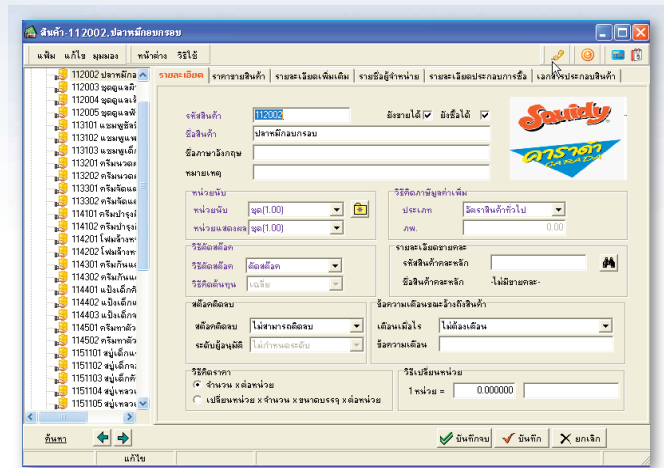 สินค้า-112002,ปลาหมึกอบกรอบ
แฟ้ม แก้ไข มุมมอง หน้าต่าง วิธีใช้
112002 ปลาหมึกอ
112003 ชุดดูแลผิว
112004 ชุดดูแลเ
112005 ชุดดูแลผิ
113101 แชมพูชัล
113102 แชมพูแพ
113103 แชมพูเด็ก
113201 ครีมนวดผ
113202 ครีมนวดผ
113301 ครีมจัดแต
113302 ครีมจัดแต
114101 ครีมบำรุง
114102 ครีมบำรุง
114201 โฟมล้างห
114202 โฟมล้างห
114301 ครีมกันแ
114302 ครีมกันแ
114401 แป้งเด็ก
114402 แป้งเด็ก
114403 แป้งเด็ก
114501 ครีมทาตัว
114502 ครีมทาตัว
1151101 สบู่เด็ก
1151102 สบู่เด็ก
1151103 สบู่เด็ก
1151104 สบู่เหลว
1151105 สบู่เหลว
รายละเอียด ราคาขายสินค้า รายละเอียดเพิ่มเติม รายชื่อผู้จำหน่าย รายละเอียดประกอบการซื้อ เอกสารประกอบสินค้า
รหัสสินค้า 112002 ยังขายได้ ยังซื้อได้
ชื่อสินค้า ปลาหมึกอบกรอบ
ชื่อภาษาอังกฤษ
หมายเหตุ
Squidy
คาราด้า
CARADA
หน่วยนับ
หน่วยนับ ชุด(1.00)
หน่วยแสดงผล ชุด(1.00)
วิธีคิดภาษีมูลค่าเพิ่ม
ประเภท อัตราสินค้าทั่วไป
ภพ. 0.00
วิธีตัดสต๊อค
วิธีตัดสต๊อค ตัดสต๊อค
วิธีคิดต้นทุน เฉลี่ย
รายละเอียดขายคละ
รหัสสินค้าคละหลัก
ชื่อสินค้าคละหลัก -ไม่มีขายคละ-
สต๊อคติดลบ
สต๊อคติดลบ ไม่สามารถติดลบ
ระดับผู้อนุมัติ ไม่กำหนดระดับ
ข้อความเตือนขณะอ้างถึงสินค้า
เตือนเมื่อไร ไม่ต้องเตือน
ข้อความเตือน
วิธีคิดราคา
จำนวน x ต่อหน่วย
เปลี่ยนหน่วย x จำนวน x ขนาดบรรจุ x ต่อหน่วย
วิธีเปลี่ยนหน่วย
1 หน่วย = 0.000000
ค้นหา บันทึกจบ บันทึก ยกเลิก
แก้ไข